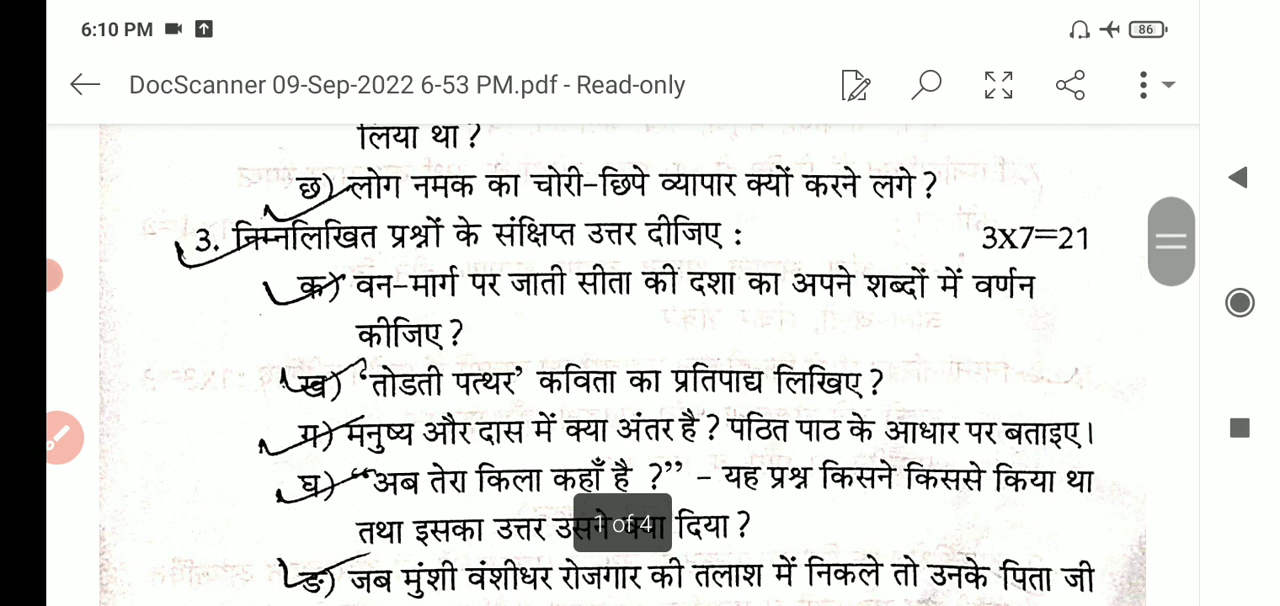 6:10 PM
86
DocScanner 09-Sep-2022 6-53 PM.pdf - Read-only
लिया था ?
छ) लोग नमक का चोरी-छिपे व्यापार क्यों करने लगे ?
3. निम्नलिखित प्रश्नों के संक्षिप्त उत्तर दीजिए : 3x7=21
क) वन-मार्ग पर जाती सीता की दशा का अपने शब्दों में वर्णन
कीजिए ?
ख) ‘तोडती पत्थर’ कविता का प्रतिपाद्य लिखिए ?
ग) मनुष्य और दास में क्या अंतर है ? पठित पाठ के आधार पर बताइए।
घ) “अब तेरा किला कहाँ है ?” – यह प्रश्न किसने किससे किया था
तथा इसका उत्तर उसने क्या दिया ?
1 of 4
ङ) जब मुंशी वंशीधर रोजगार की तलाश में निकले तो उनके पिता जी